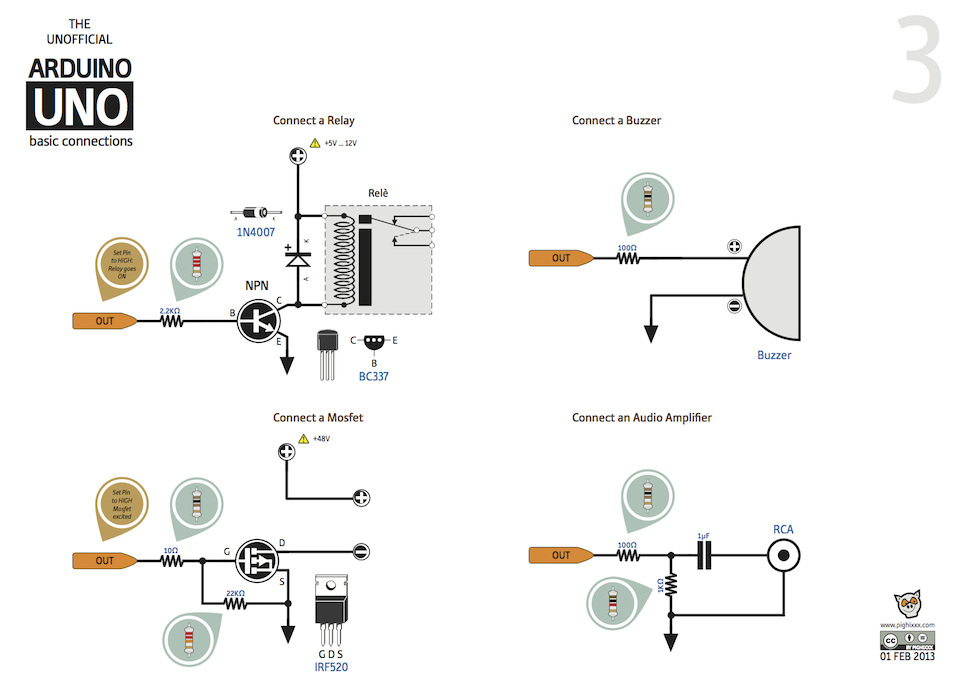 THE
UNOFFICIAL
ARDUINO
UNO
basic connections
3
Connect a Relay
+5V ... 12V
Relè
A K
1N4007
+
K
A
Set Pin
to HIGH:
Relay goes
ON
OUT
2.2KΩ
NPN
B
C
E
C E
B
BC337
Connect a Buzzer
OUT
100Ω
Buzzer
Connect a Mosfet
+48V
Set Pin
to HIGH
Mosfet
excited
OUT
10Ω
G
D
S
22KΩ
G D S
IRF520
Connect an Audio Amplifier
OUT
100Ω
1µF
RCA
1KΩ
www.pighixxx.com
cc
BY PIGHIXXX
01 FEB 2013